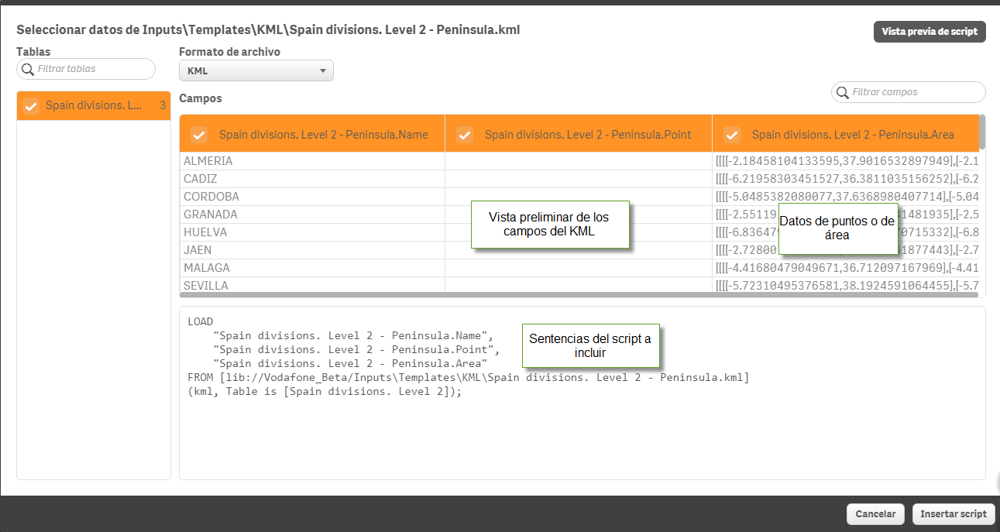 Seleccionar datos de Inputs\Templates\KML\Spain divisions. Level 2 - Peninsula.kml
Vista previa de script
Tablas
Filtrar tablas
Formato de archivo
KML
Campos
Filtrar campos
Spain divisions. L... 3
Spain divisions. Level 2 - Peninsula.Name
Spain divisions. Level 2 - Peninsula.Point
Spain divisions. Level 2 - Peninsula.Area
ALMERIA [[[[-2.18458104133595,37.9016532897949],[-2.1
CADIZ [[[[-6.21958303451527,36.3811035156252],[-6.2
CORDOBA [[[[-5.0485382080077,37.6368980407714],[-5.04
GRANADA [[[[-2.55119 81481935],[-2.5
HUELVA [[[[-6.83647 70715332],[-6.8
JAEN [[[[-2.72800 61877443],[-2.7
MALAGA [[[[-4.41680479049671,36.712097167969],[-4.41
SEVILLA [[[[-5.72310495376581,38.1924591064455],[-5.7
Vista preliminar de los
campos del KML
Datos de puntos o de
área
LOAD
"Spain divisions. Level 2 - Peninsula.Name",
"Spain divisions. Level 2 - Peninsula.Point",
"Spain divisions. Level 2 - Peninsula.Area"
FROM [lib://Vodafone_Beta/Inputs\Templates\KML\Spain divisions. Level 2 - Peninsula.kml]
(kml, Table is [Spain divisions. Level 2]);
Sentencias del script a
incluir
Cancelar
Insertar script